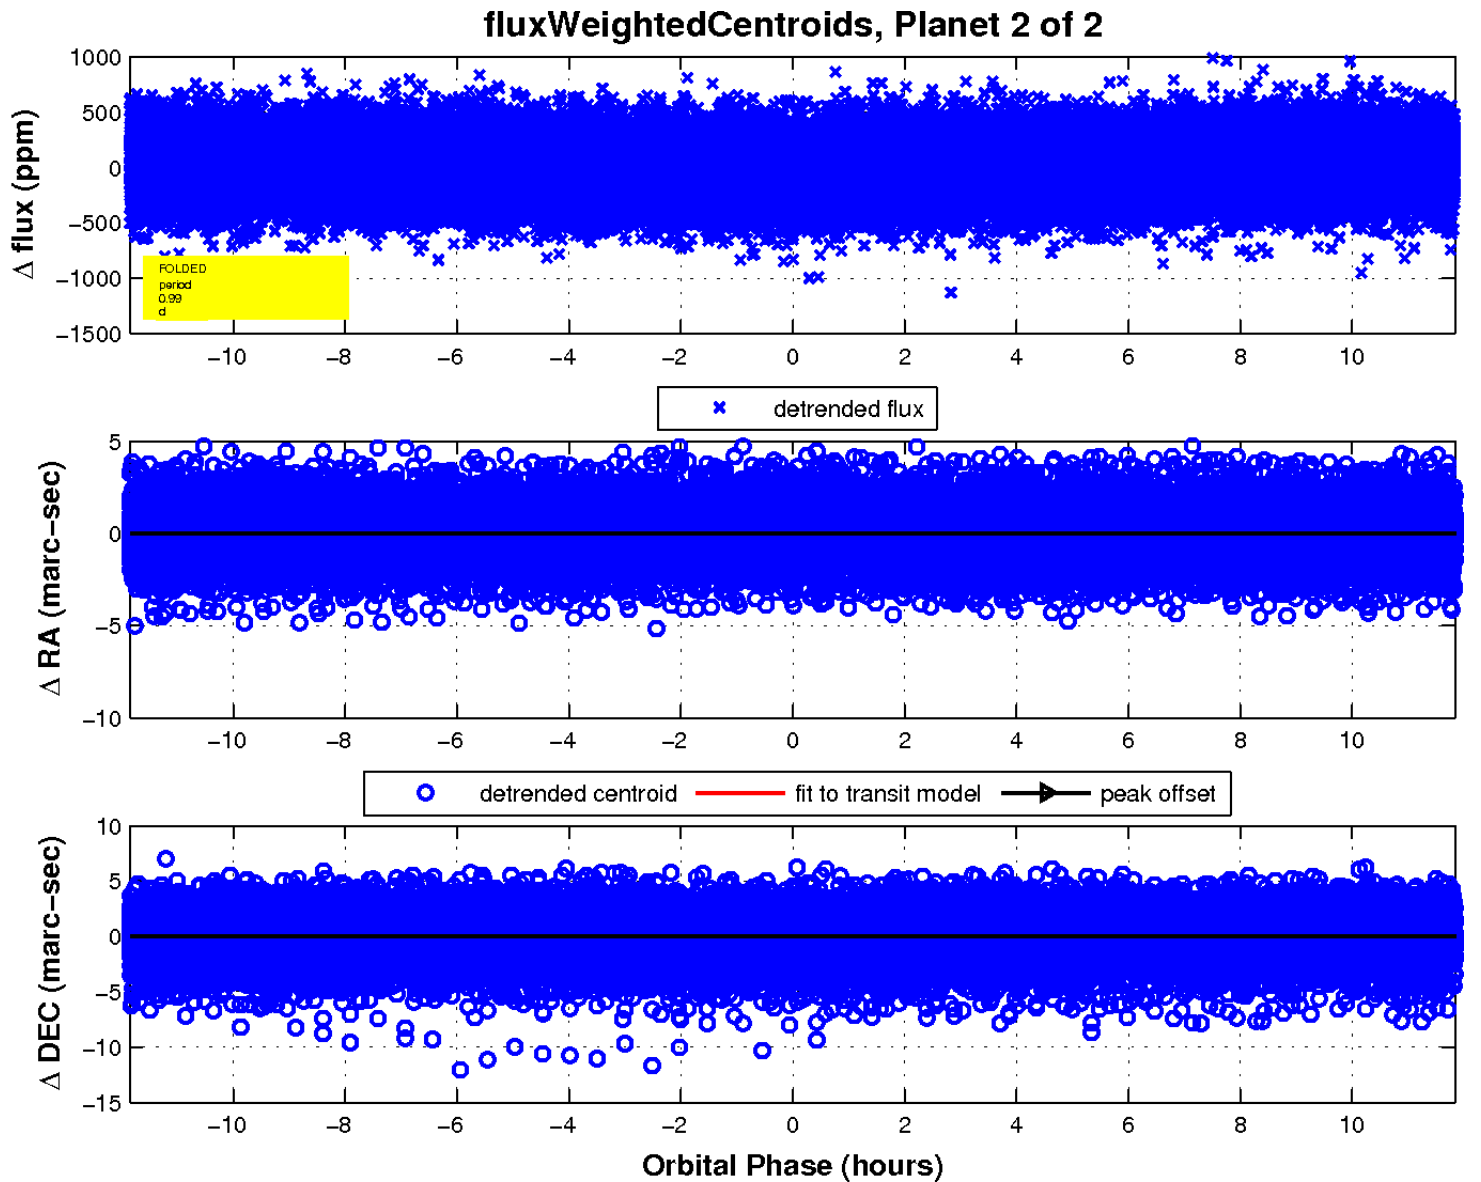 fluxWeightedCentroids, Planet 2 of 2
Δ flux (ppm)
1000
500
0
−500
−1000
−1500
FOLDED
period
0.99
d
−10 −8 −6 −4 −2 0 2 4 6 8 10
detrended flux
Δ RA (marc−sec)
5
0
−5
−10
−10 −8 −6 −4 −2 0 2 4 6 8 10
detrended centroid fit to transit model peak offset
Δ DEC (marc−sec)
10
5
0
−5
−10
−15
−10 −8 −6 −4 −2 0 2 4 6 8 10
Orbital Phase (hours)